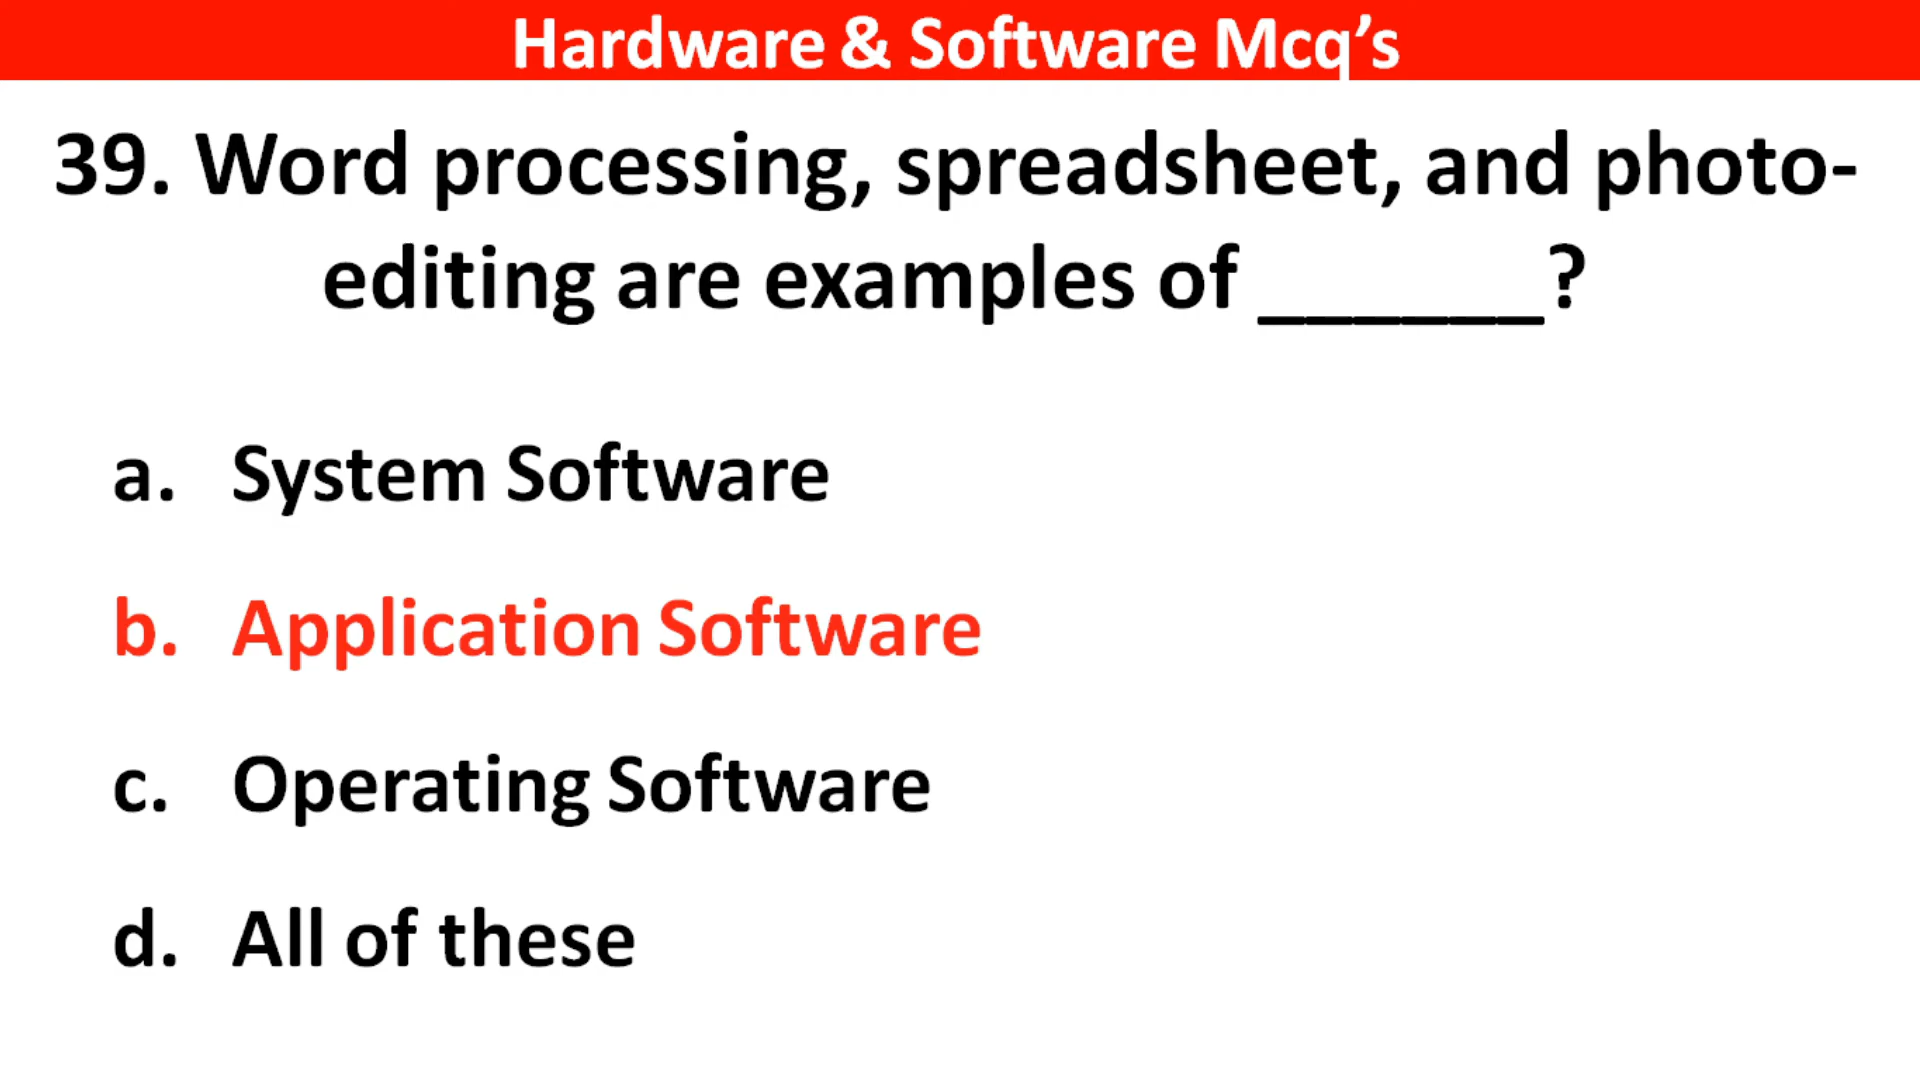 Hardware & Software Mcq’s
39. Word processing, spreadsheet, and photo-
editing are examples of ______?
a. System Software
b. Application Software
c. Operating Software
d. All of these